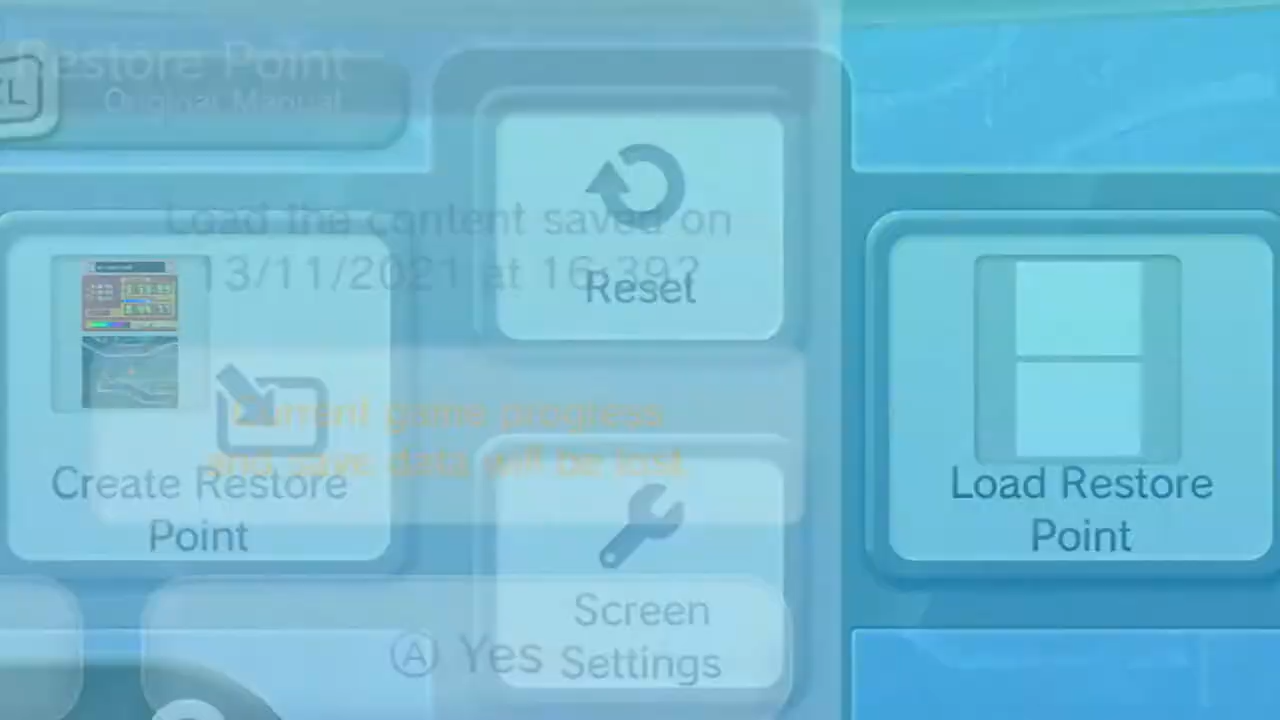 Restore Point
ZL
Original Manual
Load the content saved on
13/11/2021 at 16:39?
Reset
Current game progress
and save data will be lost.
Create Restore
Point
Load Restore
Point
Screen
Settings
Ⓐ Yes